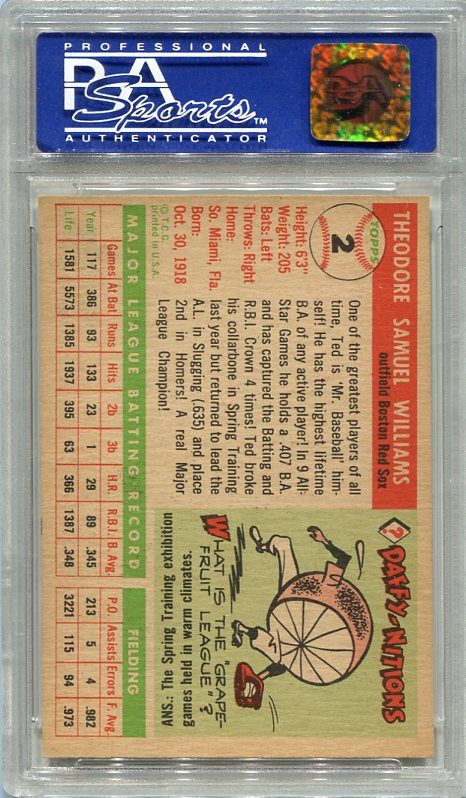 PROFESSIONAL
PSA
Sports™
AUTHENTICATOR
TOPPS
2
THEODORE SAMUEL WILLIAMS
outfield Boston Red Sox
Height: 6'3"
Weight: 205
Bats: Left
Throws: Right
Home:
So. Miami, Fla.
Born:
Oct. 30, 1918
© T.C.G.
printed in U.S.A.
One of the greatest players of all
time, Ted is 'Mr. Baseball' him-
self! He has the highest lifetime
B.A. of any active player! In 9 All-
Star Games he holds a .407 B.A.
and has captured the Batting and
R.B.I. Crown 4 times! Ted broke
his collarbone in Spring Training
last year but returned to lead the
A.L. in Slugging (.635) and place
2nd in Homers! A real Major
League Champion!
? DAFFY-NITIONS
WHAT IS THE "GRAPE-
FRUIT LEAGUE"?
ANS.: The Spring Training exhibition
games held in warm climates.
MAJOR LEAGUE BATTING RECORD FIELDING
Year Games At Bat Runs Hits 2b 3b H.R. R.B.I. B. Avg. P.O. Assists Errors F. Avg.
Year 117 386 93 133 23 1 29 89 .345 213 5 4 .982
Life 1581 5573 1385 1937 395 63 366 1387 .348 3221 115 94 .973